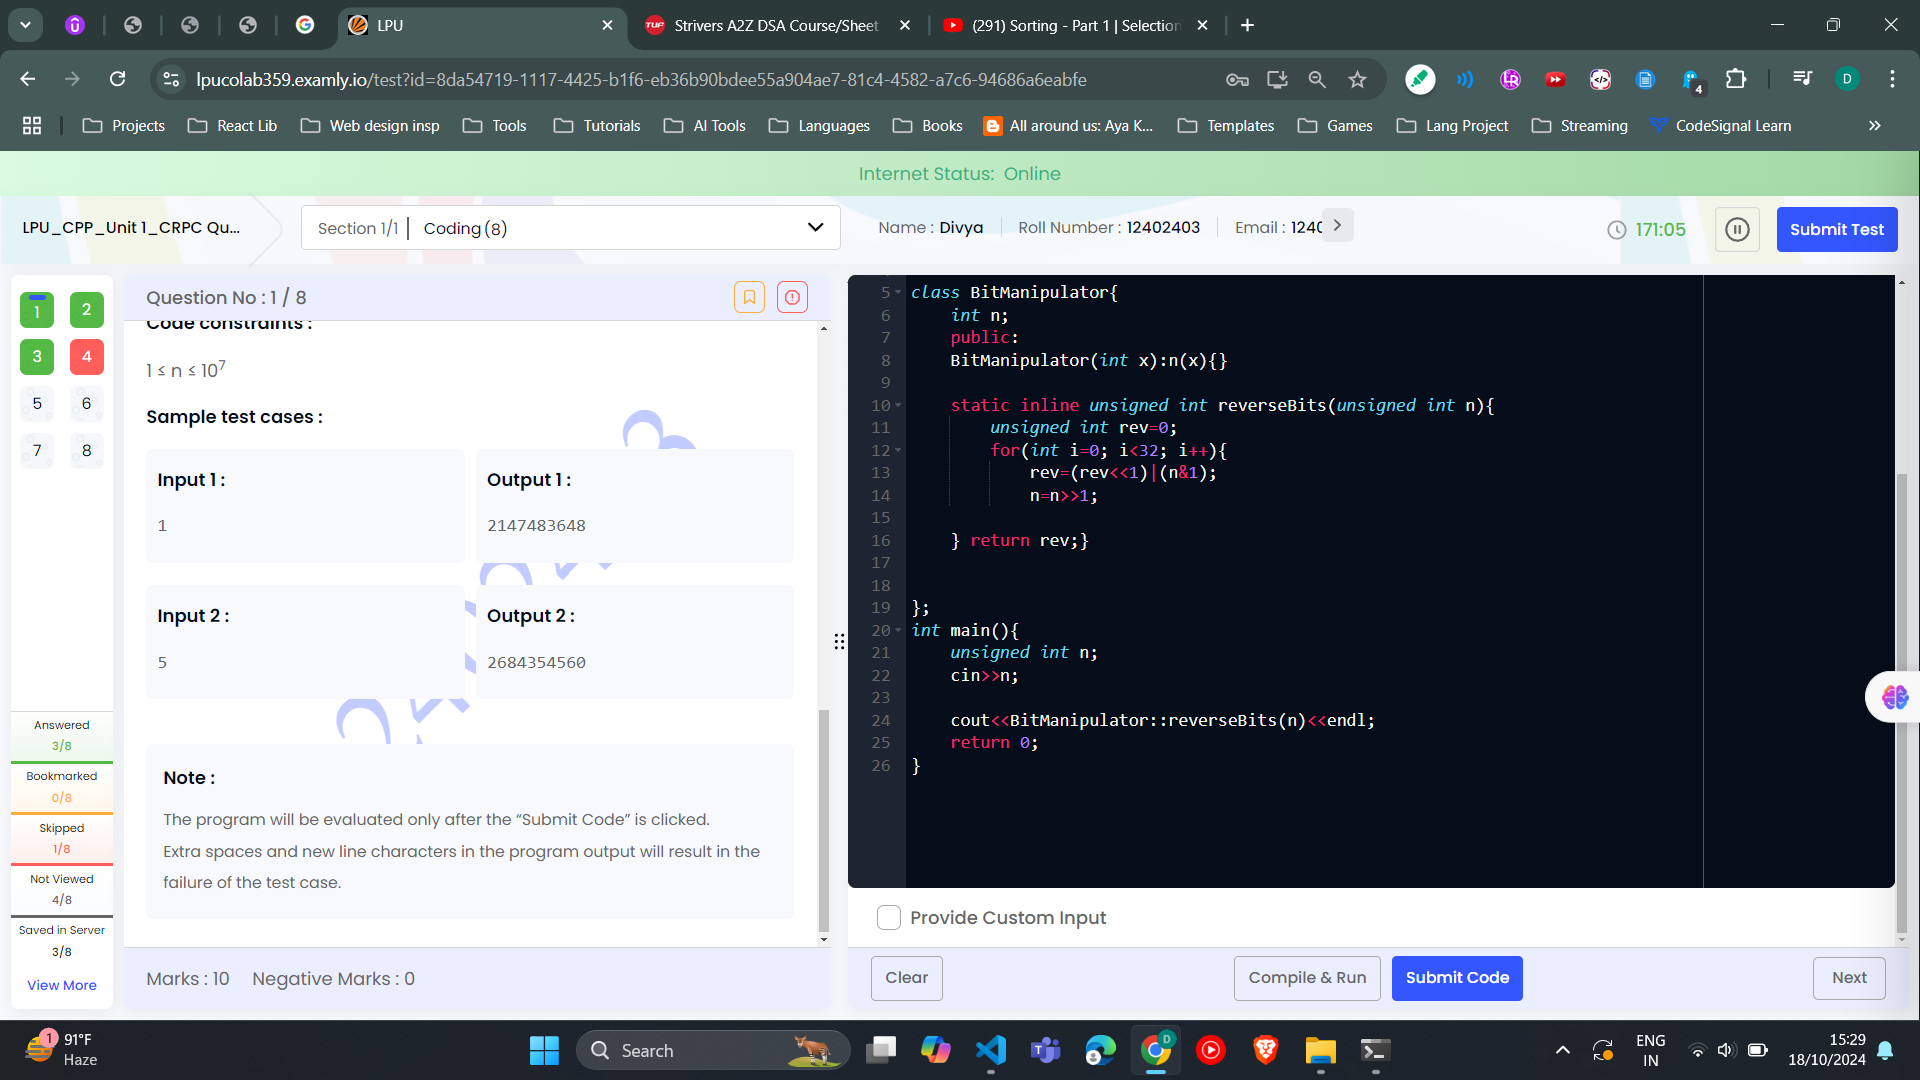 LPU
Strivers A2Z DSA Course/Sheet
(291) Sorting - Part 1 | Selection
lpucolab359.examly.io/test?id=8da54719-1117-4425-b1f6-eb36b90bdee55a904ae7-81c4-4582-a7c6-94686a6eabfe
4
D
Projects
React Lib
Web design insp
Tools
Tutorials
AI Tools
Languages
Books
All around us: Aya K...
Templates
Games
Lang Project
Streaming
CodeSignal Learn
Internet Status: Online
LPU_CPP_Unit 1_CRPC Qu...
Section 1/1 | Coding (8)
Name : Divya
Roll Number : 12402403
Email : 1240
171:05
Submit Test
1 2
3 4
5 6
7 8
Answered
3/8
Bookmarked
0/8
Skipped
1/8
Not Viewed
4/8
Saved in Server
3/8
View More
Question No : 1 / 8
Code constraints :
1 ≤ n ≤ 10^7
Sample test cases :
Input 1 :
1
Output 1 :
2147483648
Input 2 :
5
Output 2 :
2684354560
Note :
The program will be evaluated only after the “Submit Code” is clicked.
Extra spaces and new line characters in the program output will result in the
failure of the test case.
Marks : 10 Negative Marks : 0
5 class BitManipulator{
6 int n;
7 public:
8 BitManipulator(int x):n(x){}
9
10 static inline unsigned int reverseBits(unsigned int n){
11 unsigned int rev=0;
12 for(int i=0; i<32; i++){
13 rev=(rev<<1)|(n&1);
14 n=n>>1;
15
16 } return rev;}
17
18
19 };
20 int main(){
21 unsigned int n;
22 cin>>n;
23
24 cout<<BitManipulator::reverseBits(n)<<endl;
25 return 0;
26 }
Provide Custom Input
Clear
Compile & Run
Submit Code
Next
1
91°F
Haze
Search
D
ENG
IN
15:29
18/10/2024